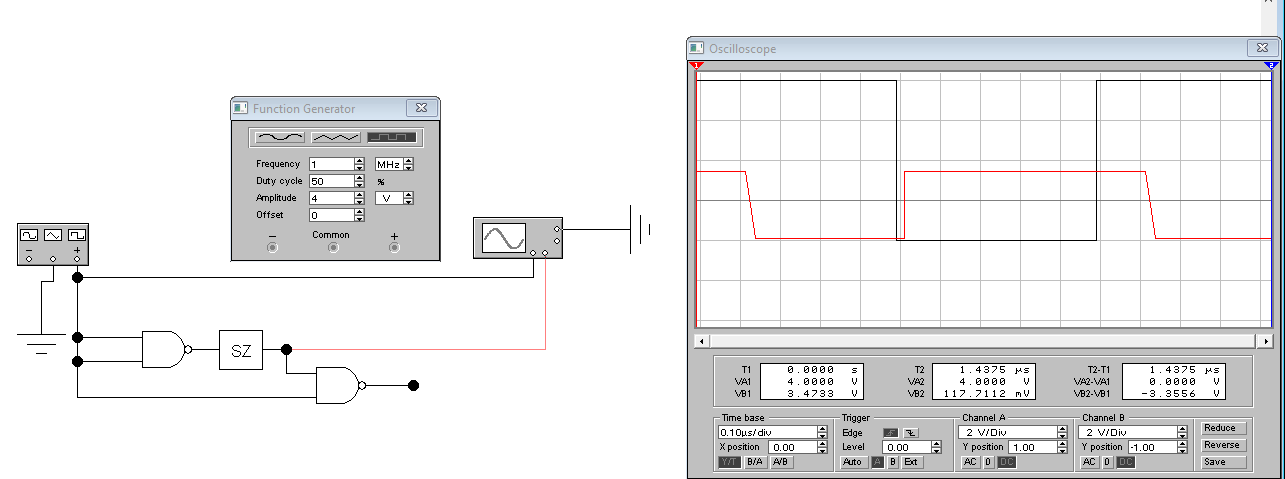 Oscilloscope
1
2
Function Generator
Frequency 1 MHz
Duty cycle 50 %
Amplitude 4 V
Offset 0
− Common +
− +
SZ
T1 0.0000 s
VA1 4.0000 V
VB1 3.4733 V
T2 1.4375 µs
VA2 4.0000 V
VB2 117.7112 mV
T2-T1 1.4375 µs
VA2-VA1 0.0000 V
VB2-VB1 -3.3556 V
Time base
0.10µs/div
X position 0.00
Y/T B/A A/B
Trigger
Edge
Level 0.00
Auto A B Ext
Channel A
2 V/Div
Y position 1.00
AC 0 DC
Channel B
2 V/Div
Y position -1.00
AC 0 DC
Reduce
Reverse
Save